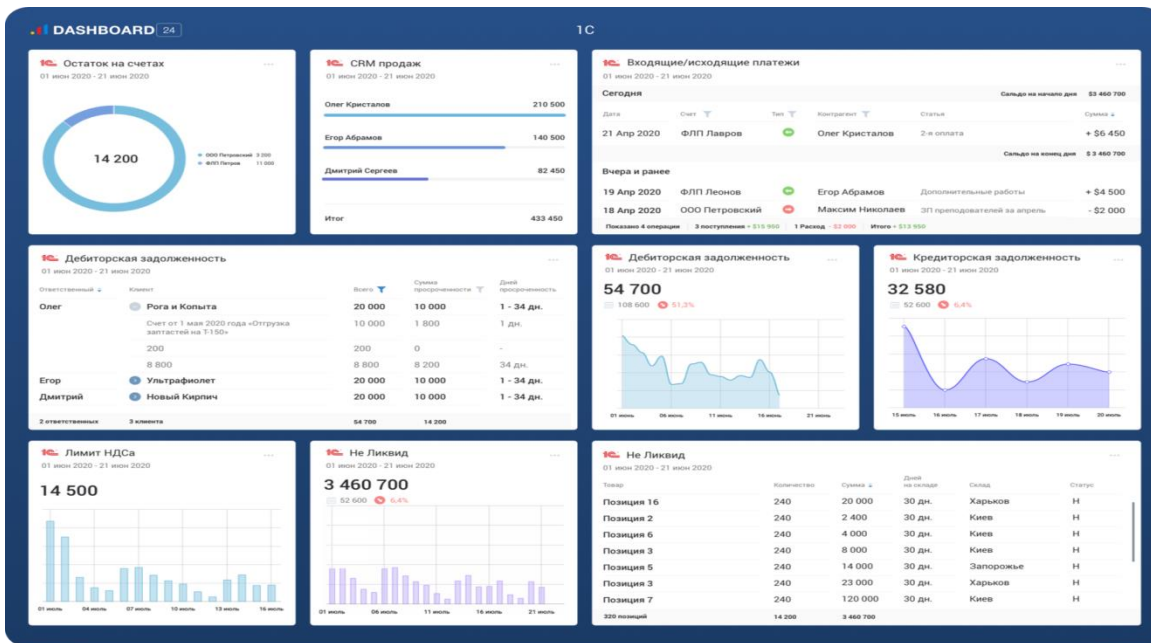 DASHBOARD 24
1C
1C Остаток на счетах
01 июн 2020 - 21 июн 2020
14 200
ООО Петровский 3 200
ФЛП Петров 11 000
1C CRM продаж
01 июн 2020 - 21 июн 2020
Олег Кристалов 210 500
Егор Абрамов 140 500
Дмитрий Сергеев 82 450
Итог 433 450
1C Входящие/исходящие платежи
01 июн 2020 - 21 июн 2020
Сегодня Сальдо на начало дня $3 460 700
Дата Счет Тип Контрагент Статья Сумма
21 Апр 2020 ФЛП Лавров Олег Кристалов 2-я оплата + $6 450
Сальдо на конец дня $ 3 460 700
Вчера и ранее
19 Апр 2020 ФЛП Леонов Егор Абрамов Дополнительные работы + $4 500
18 Апр 2020 ООО Петровский Максим Николаев ЗП преподователей за апрель - $2 000
Показано 4 операции 3 поступления + $15 950 1 Расход - $2 000 Итого + $13 950
1C Дебиторская задолженность
01 июн 2020 - 21 июн 2020
Ответственный Клиент Всего Сумма просроченности Дней просроченность
Олег Рога и Копыта 20 000 10 000 1 - 34 дн.
Счет от 1 мая 2020 года «Отгрузка 10 000 1 800 1 дн.
заптастей на Т-150»
200 200 0 -
8 800 8 800 8 200 34 дн.
Егор Ультрафиолет 20 000 10 000 1 - 34 дн.
Дмитрий Новый Кирпич 20 000 10 000 1 - 34 дн.
2 ответственных 3 клиента 54 700 14 200
1C Дебиторская задолженность
01 июн 2020 - 21 июн 2020
54 700
108 600 51,3%
01 июнь 06 июнь 11 июнь 16 июнь 21 июнь
1C Кредиторская задолженность
01 июн 2020 - 21 июн 2020
32 580
52 600 6,4%
15 июль 16 июль 17 июль 18 июль 19 июль 20 июль
1C Лимит НДСа
01 июн 2020 - 21 июн 2020
14 500
01 июль 04 июль 07 июль 10 июль 13 июль 16 июль
1C Не Ликвид
01 июн 2020 - 21 июн 2020
3 460 700
52 600 6,4%
01 июль 06 июль 11 июль 16 июль 21 июль
1C Не Ликвид
01 июн 2020 - 21 июн 2020
Товар Количество Сумма Дней на складе Склад Статус
Позиция 16 240 20 000 30 дн. Харьков Н
Позиция 2 240 2 400 30 дн. Киев Н
Позиция 6 240 4 000 30 дн. Киев Н
Позиция 3 240 8 000 30 дн. Киев Н
Позиция 5 240 14 000 30 дн. Запорожье Н
Позиция 3 240 23 000 30 дн. Харьков Н
Позиция 7 240 120 000 30 дн. Киев Н
320 позиций 14 200 3 460 700